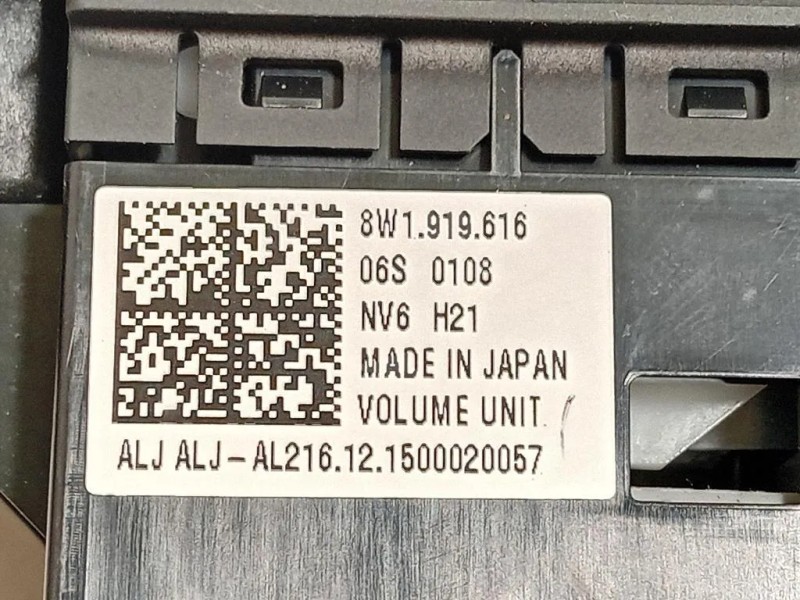 8W1.919.616
06S 0108
NV6 H21
MADE IN JAPAN
VOLUME UNIT
ALJ ALJ-AL216.12.1500020057